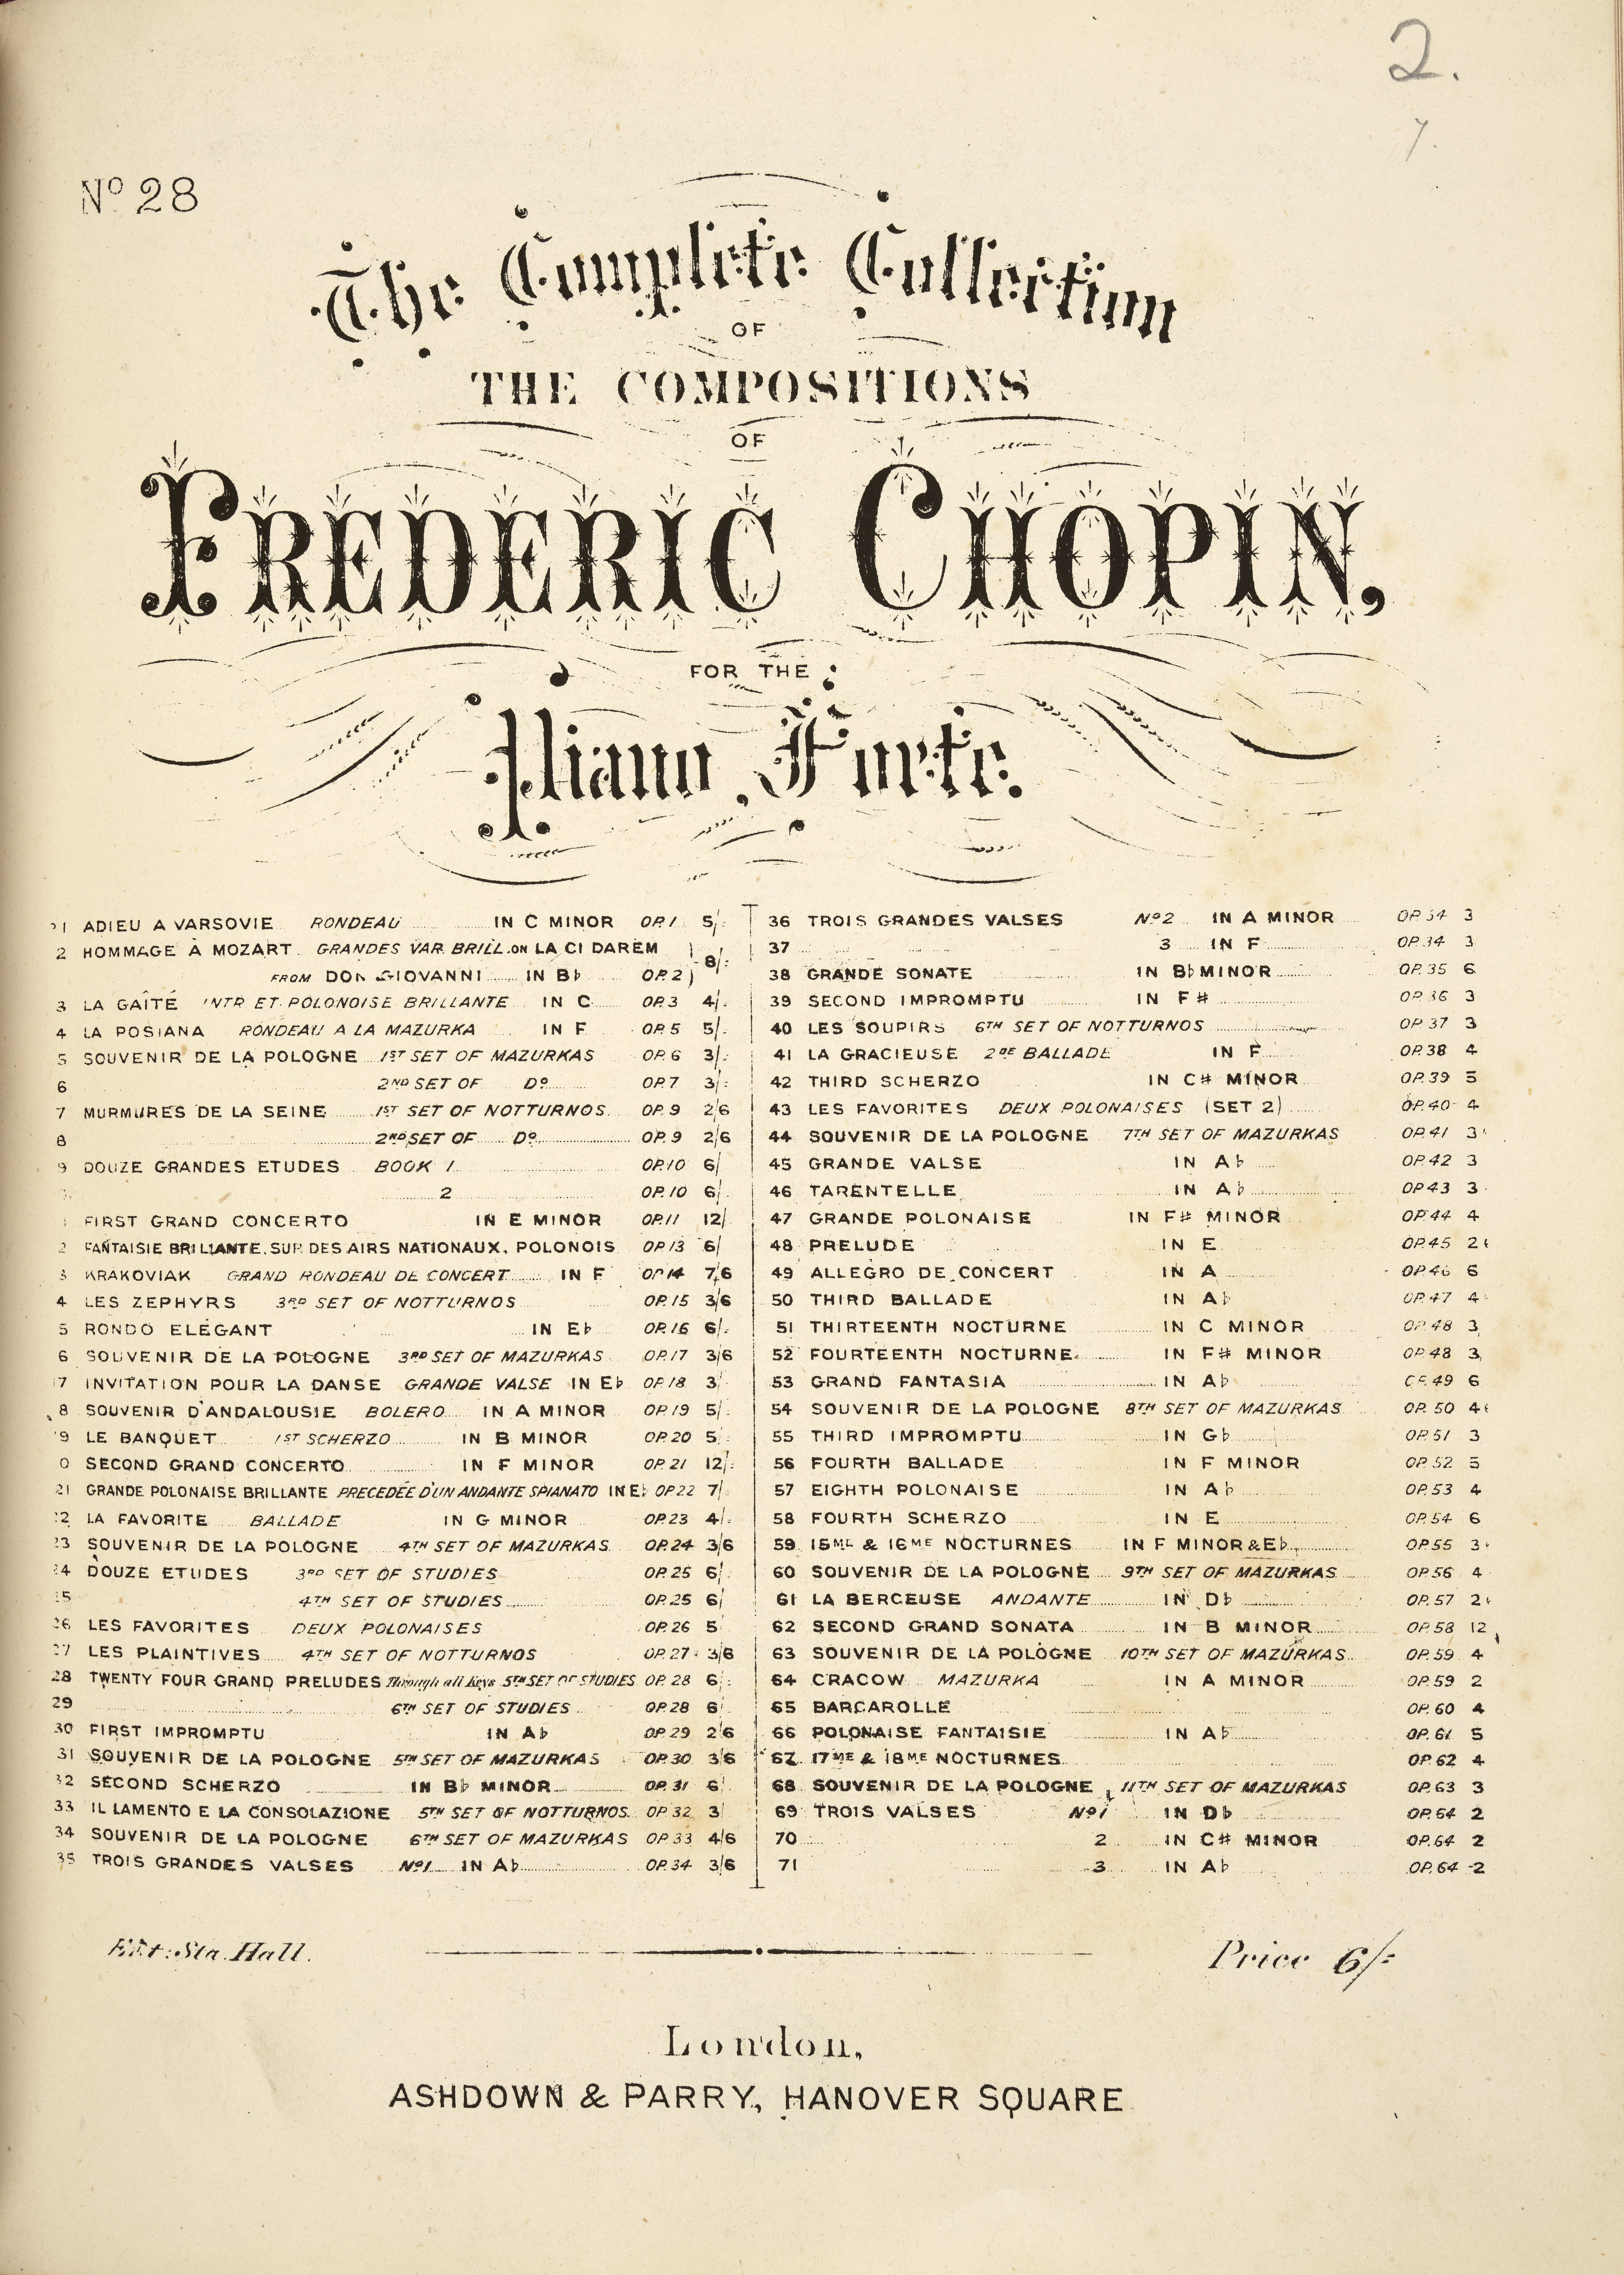 2.
7.
No 28
The Complete Collection
OF
THE COMPOSITIONS
OF
FREDERIC CHOPIN,
FOR THE
Piano Forte.
1 ADIEU A VARSOVIE RONDEAU IN C MINOR OP. 1 5/-
2 HOMMAGE À MOZART GRANDES VAR. BRILL. ON LA CI DAREM
FROM DON GIOVANNI IN B♭ OP. 2 8/-
3 LA GAÎTÉ INTR ET POLONOISE BRILLANTE IN C OP. 3 4/-
4 LA POSIANA RONDEAU A LA MAZURKA IN F OP. 5 5/-
5 SOUVENIR DE LA POLOGNE 1ST SET OF MAZURKAS OP. 6 3/-
6 2ND SET OF Do OP. 7 3/-
7 MURMURES DE LA SEINE 1ST SET OF NOTTURNOS OP. 9 2/6
8 2ND SET OF Do OP. 9 2/6
9 DOUZE GRANDES ETUDES BOOK 1 OP. 10 6/
2 OP. 10 6/
FIRST GRAND CONCERTO IN E MINOR OP. 11 12/
2 FANTAISIE BRILLANTE, SUR DES AIRS NATIONAUX, POLONOIS OP. 13 6/
3 KRAKOVIAK GRAND RONDEAU DE CONCERT IN F OP. 14 7/6
4 LES ZEPHYRS 3RD SET OF NOTTURNOS OP. 15 3/6
5 RONDO ELÉGANT IN E♭ OP. 16 6/-
6 SOUVENIR DE LA POLOGNE 3RD SET OF MAZURKAS OP. 17 3/6
17 INVITATION POUR LA DANSE GRANDE VALSE IN E♭ OP. 18 3/
8 SOUVENIR D'ANDALOUSIE BOLERO IN A MINOR OP. 19 5/-
9 LE BANQUET 1ST SCHERZO IN B MINOR OP. 20 5/-
0 SECOND GRAND CONCERTO IN F MINOR OP. 21 12/-
21 GRANDE POLONAISE BRILLANTE PRECEDÉE D'UN ANDANTE SPIANATO IN E♭ OP. 22 7/-
22 LA FAVORITE BALLADE IN G MINOR OP. 23 4/-
23 SOUVENIR DE LA POLOGNE 4TH SET OF MAZURKAS OP. 24 3/6
24 DOUZE ETUDES 3RD SET OF STUDIES OP. 25 6/
25 4TH SET OF STUDIES OP. 25 6/
26 LES FAVORITES DEUX POLONAISES OP. 26 5
27 LES PLAINTIVES 4TH SET OF NOTTURNOS OP. 27 3/6
28 TWENTY FOUR GRAND PRELUDES Through all Keys 5TH SET OF STUDIES OP. 28 6/-
29 6TH SET OF STUDIES OP. 28 6/
30 FIRST IMPROMPTU IN A♭ OP. 29 2/6
31 SOUVENIR DE LA POLOGNE 5TH SET OF MAZURKAS OP. 30 3/6
32 SECOND SCHERZO IN B♭ MINOR OP. 31 6/
33 IL LAMENTO E LA CONSOLAZIONE 5TH SET OF NOTTURNOS OP. 32 3/
34 SOUVENIR DE LA POLOGNE 6TH SET OF MAZURKAS OP. 33 4/6
35 TROIS GRANDES VALSES No 1 IN A♭ OP. 34 3/6
36 TROIS GRANDES VALSES No 2 IN A MINOR OP. 34 3
37 3 IN F OP. 34 3
38 GRANDE SONATE IN B♭ MINOR OP. 35 6
39 SECOND IMPROMPTU IN F# OP. 36 3
40 LES SOUPIRS 6TH SET OF NOTTURNOS OP. 37 3
41 LA GRACIEUSE 2DE BALLADE IN F OP. 38 4
42 THIRD SCHERZO IN C# MINOR OP. 39 5
43 LES FAVORITES DEUX POLONAISES (SET 2) OP. 40 4
44 SOUVENIR DE LA POLOGNE 7TH SET OF MAZURKAS OP. 41 3
45 GRANDE VALSE IN A♭ OP. 42 3
46 TARENTELLE IN A♭ OP. 43 3
47 GRANDE POLONAISE IN F# MINOR OP. 44 4
48 PRELUDE IN E OP. 45 2
49 ALLEGRO DE CONCERT IN A OP. 46 6
50 THIRD BALLADE IN A♭ OP. 47 4
51 THIRTEENTH NOCTURNE IN C MINOR OP. 48 3
52 FOURTEENTH NOCTURNE IN F# MINOR OP. 48 3
53 GRAND FANTASIA IN A♭ OP. 49 6
54 SOUVENIR DE LA POLOGNE 8TH SET OF MAZURKAS OP. 50 4
55 THIRD IMPROMPTU IN G♭ OP. 51 3
56 FOURTH BALLADE IN F MINOR OP. 52 5
57 EIGHTH POLONAISE IN A♭ OP. 53 4
58 FOURTH SCHERZO IN E OP. 54 6
59 15ME & 16ME NOCTURNES IN F MINOR & E♭ OP. 55 3
60 SOUVENIR DE LA POLOGNE 9TH SET OF MAZURKAS OP. 56 4
61 LA BERCEUSE ANDANTE IN D♭ OP. 57 2
62 SECOND GRAND SONATA IN B MINOR OP. 58 12
63 SOUVENIR DE LA POLOGNE 10TH SET OF MAZURKAS OP. 59 4
64 CRACOW MAZURKA IN A MINOR OP. 59 2
65 BARCAROLLE OP. 60 4
66 POLONAISE FANTAISIE IN A♭ OP. 61 5
67 17ME & 18ME NOCTURNES OP. 62 4
68 SOUVENIR DE LA POLOGNE 11TH SET OF MAZURKAS OP. 63 3
69 TROIS VALSES No 1 IN D♭ OP. 64 2
70 2 IN C# MINOR OP. 64 2
71 3 IN A♭ OP. 64 2
Ent: Sta. Hall.
Price 6/-
London,
ASHDOWN & PARRY, HANOVER SQUARE